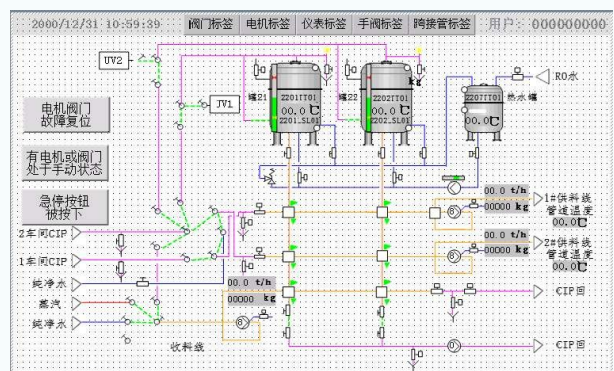 2000/12/31 10:59:39 阀门标签 电机标签 仪表标签 手阀标签 跨接管标签 用户: 000000000
UV2
JV1
罐21
Z201TT01
00.0℃
Z201_SL01
罐22
Z202TT01
00.0℃
Z202_SL01
kg
Z207TT01
00.0℃
热水罐
RO水
电机阀门
故障复位
有电机或阀门
处于手动状态
急停按钮
被按下
2车间CIP
1车间CIP
纯净水
蒸汽
纯净水
收料线
00.0 t/h
00000 kg
00.0 t/h
00000 kg
1#供料线
管道温度
00.0℃
00.0 t/h
00000 kg
2#供料线
管道温度
00.0℃
CIP回
CIP回